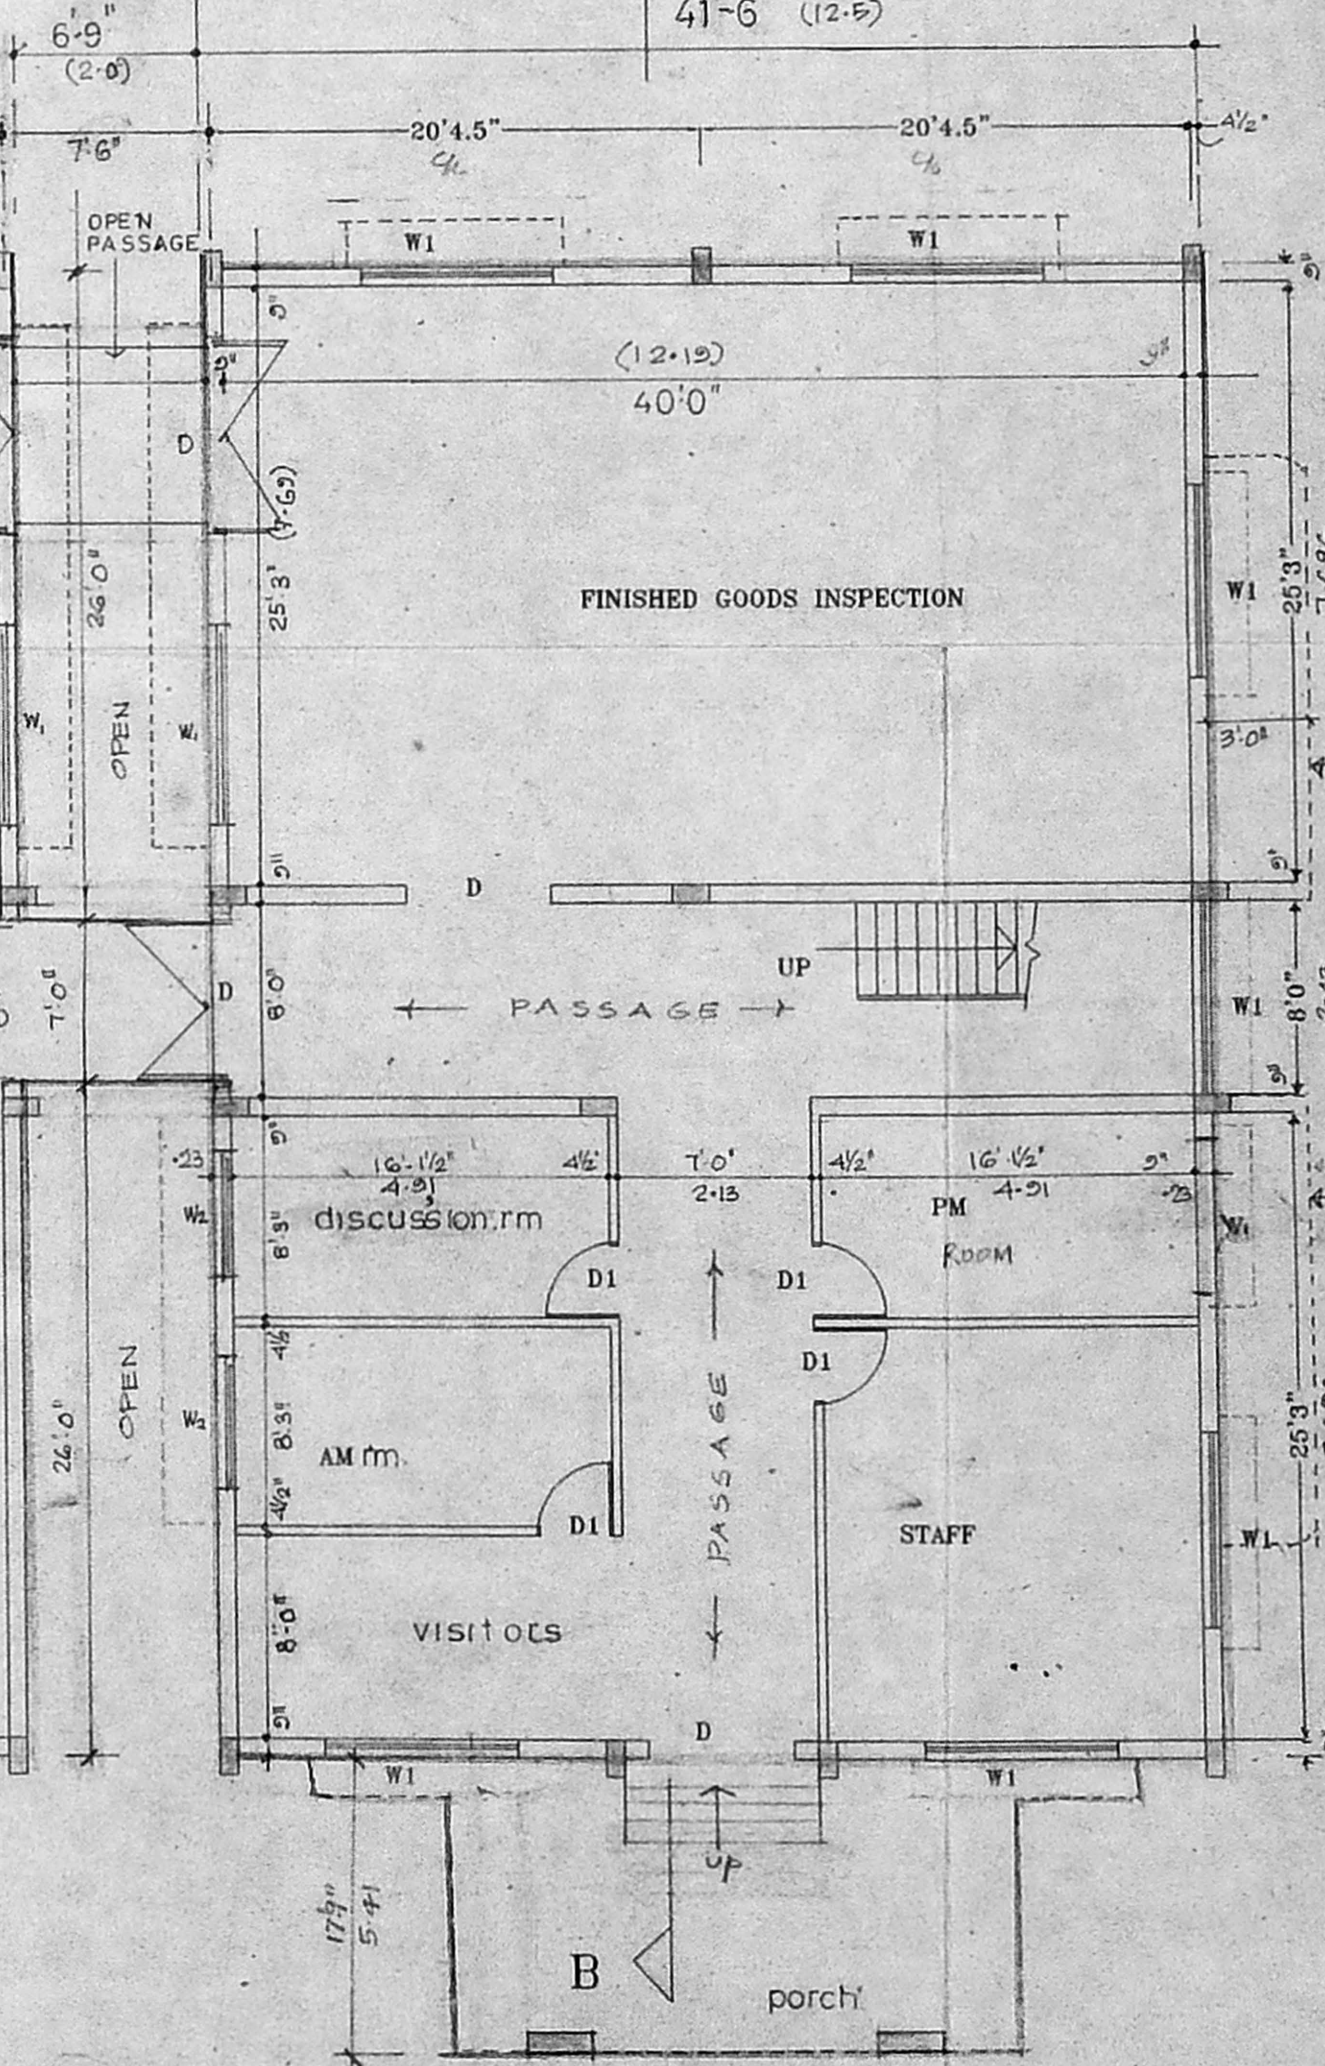 6'-9"
(2.0)
41-6 (12.5)
7'6"
20'4.5"
20'4.5"
4½"
C/L
OPEN
PASSAGE
W1
W1
9"
9"
9"
(12.19)
40'0"
9"
D
(7.69)
25'3"
26'0"
FINISHED GOODS INSPECTION
W1
25'3"
W1
OPEN
W1
3'0"
A
9"
D
9"
UP
7'0"
D
8'0"
PASSAGE
W1
8'0"
9"
9"
.23
16'-1½"
4.91
4½"
7'0"
2.13
4½"
16'-1½"
4.91
9"
.23
W2
8'3"
discussion.rm
PM
ROOM
W1
D1
D1
4½
D1
OPEN
26'0"
W2
8'3"
AM rm.
PASSAGE
25'3"
4½"
D1
STAFF
W1
8'-0"
visitors
9"
D
W1
W1
up
17'9"
5.41
B
porch